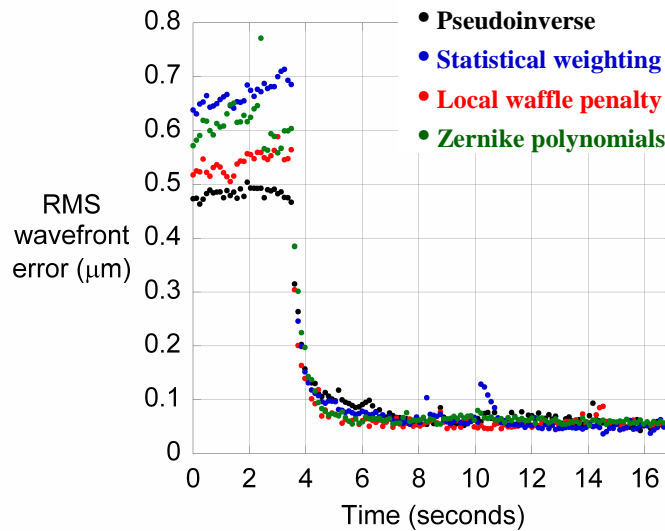 Pseudoinverse
Statistical weighting
Local waffle penalty
Zernike polynomials
RMS
wavefront
error (μm)
0.8
0.7
0.6
0.5
0.4
0.3
0.2
0.1
0
0 2 4 6 8 10 12 14 16
Time (seconds)